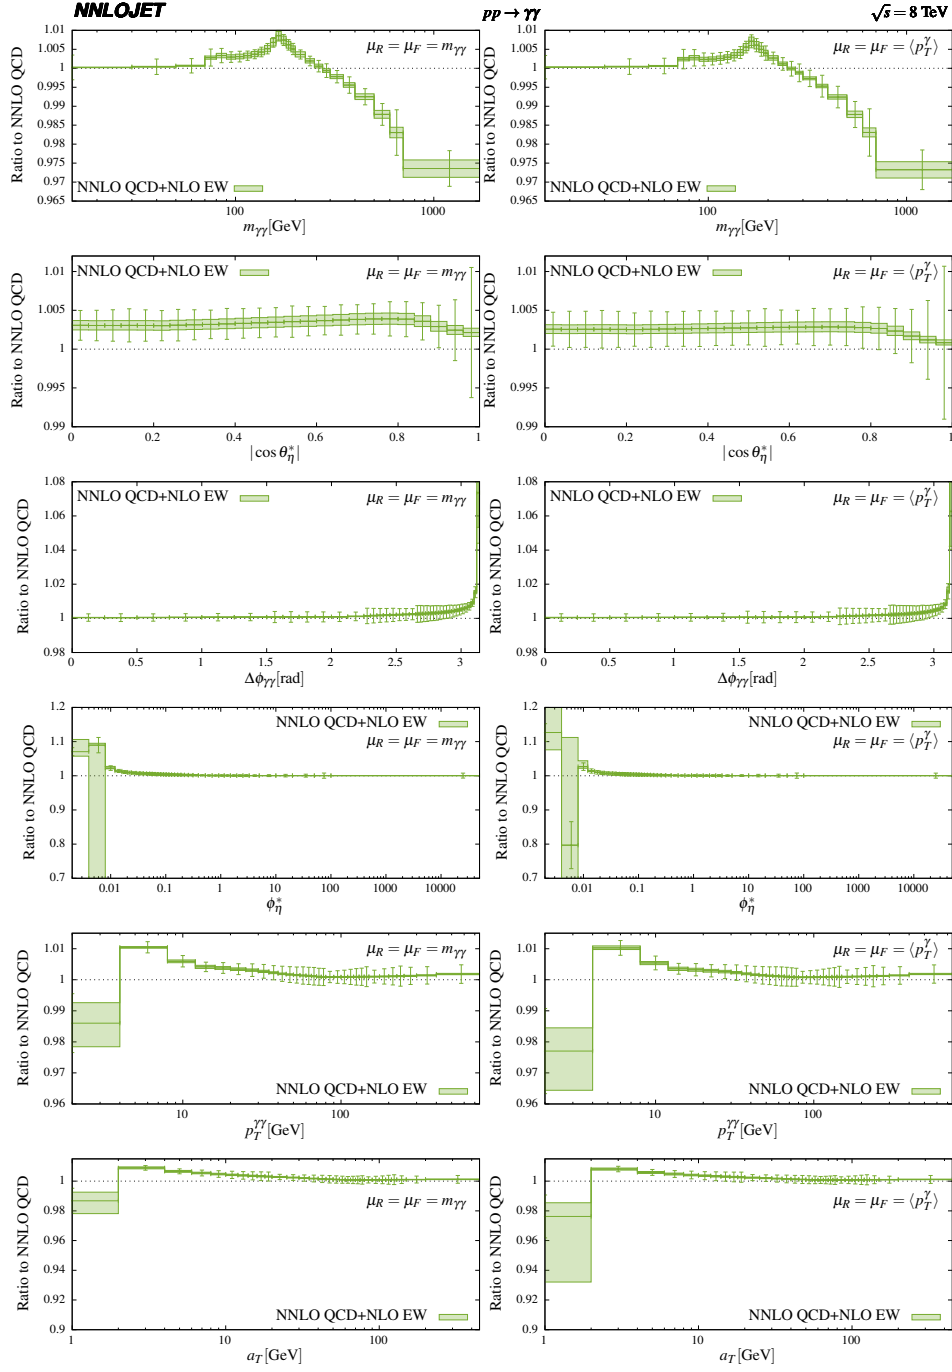 NNLOJET pp → γγ √s = 8 TeV
Ratio to NNLO QCD
1.01
1.005
1
0.995
0.99
0.985
0.98
0.975
0.97
0.965
μR = μF = mγγ
NNLO QCD+NLO EW
100 1000
mγγ [GeV]
Ratio to NNLO QCD
1.01
1.005
1
0.995
0.99
0.985
0.98
0.975
0.97
0.965
μR = μF = ⟨p_T^γ⟩
NNLO QCD+NLO EW
100 1000
mγγ [GeV]
Ratio to NNLO QCD
1.01
1.005
1
0.995
0.99
NNLO QCD+NLO EW
μR = μF = mγγ
0 0.2 0.4 0.6 0.8 1
|cos θ*_η|
Ratio to NNLO QCD
1.01
1.005
1
0.995
0.99
NNLO QCD+NLO EW
μR = μF = ⟨p_T^γ⟩
0 0.2 0.4 0.6 0.8 1
|cos θ*_η|
Ratio to NNLO QCD
1.08
1.06
1.04
1.02
1
0.98
NNLO QCD+NLO EW
μR = μF = mγγ
0 0.5 1 1.5 2 2.5 3
Δϕγγ [rad]
Ratio to NNLO QCD
1.08
1.06
1.04
1.02
1
0.98
NNLO QCD+NLO EW
μR = μF = ⟨p_T^γ⟩
0 0.5 1 1.5 2 2.5 3
Δϕγγ [rad]
Ratio to NNLO QCD
1.2
1.1
1
0.9
0.8
0.7
NNLO QCD+NLO EW
μR = μF = mγγ
0.01 0.1 1 10 100 1000 10000
ϕ*_η
Ratio to NNLO QCD
1.2
1.1
1
0.9
0.8
0.7
NNLO QCD+NLO EW
μR = μF = ⟨p_T^γ⟩
0.01 0.1 1 10 100 1000 10000
ϕ*_η
Ratio to NNLO QCD
1.01
1
0.99
0.98
0.97
0.96
μR = μF = mγγ
NNLO QCD+NLO EW
10 100
p_T^γγ [GeV]
Ratio to NNLO QCD
1.01
1
0.99
0.98
0.97
0.96
μR = μF = ⟨p_T^γ⟩
NNLO QCD+NLO EW
10 100
p_T^γγ [GeV]
Ratio to NNLO QCD
1
0.98
0.96
0.94
0.92
0.9
μR = μF = mγγ
NNLO QCD+NLO EW
1 10 100
a_T [GeV]
Ratio to NNLO QCD
1
0.98
0.96
0.94
0.92
0.9
μR = μF = ⟨p_T^γ⟩
NNLO QCD+NLO EW
1 10 100
a_T [GeV]